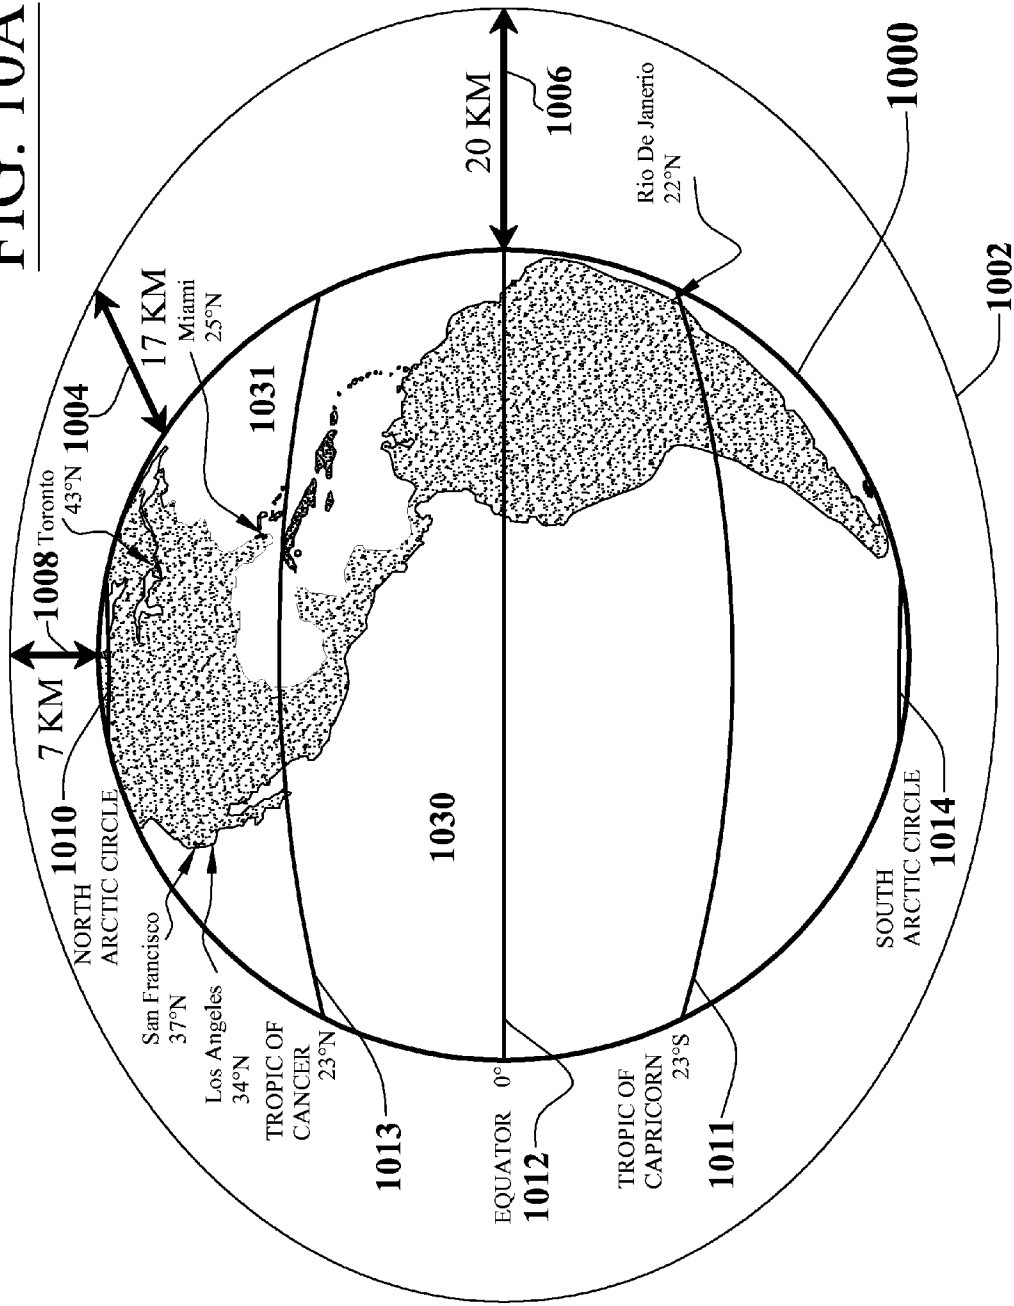 FIG. 10A
1004
17 KM
Miami
25°N
1031
20 KM
1006
Rio De Janerio
22°N
1000
1002
1008
Toronto
43°N
7 KM
1010
NORTH
ARCTIC CIRCLE
San Francisco
37°N
Los Angeles
34°N
TROPIC OF
CANCER
23°N
1013
1030
EQUATOR 0°
1012
TROPIC OF
CAPRICORN
23°S
1011
SOUTH
ARCTIC CIRCLE
1014